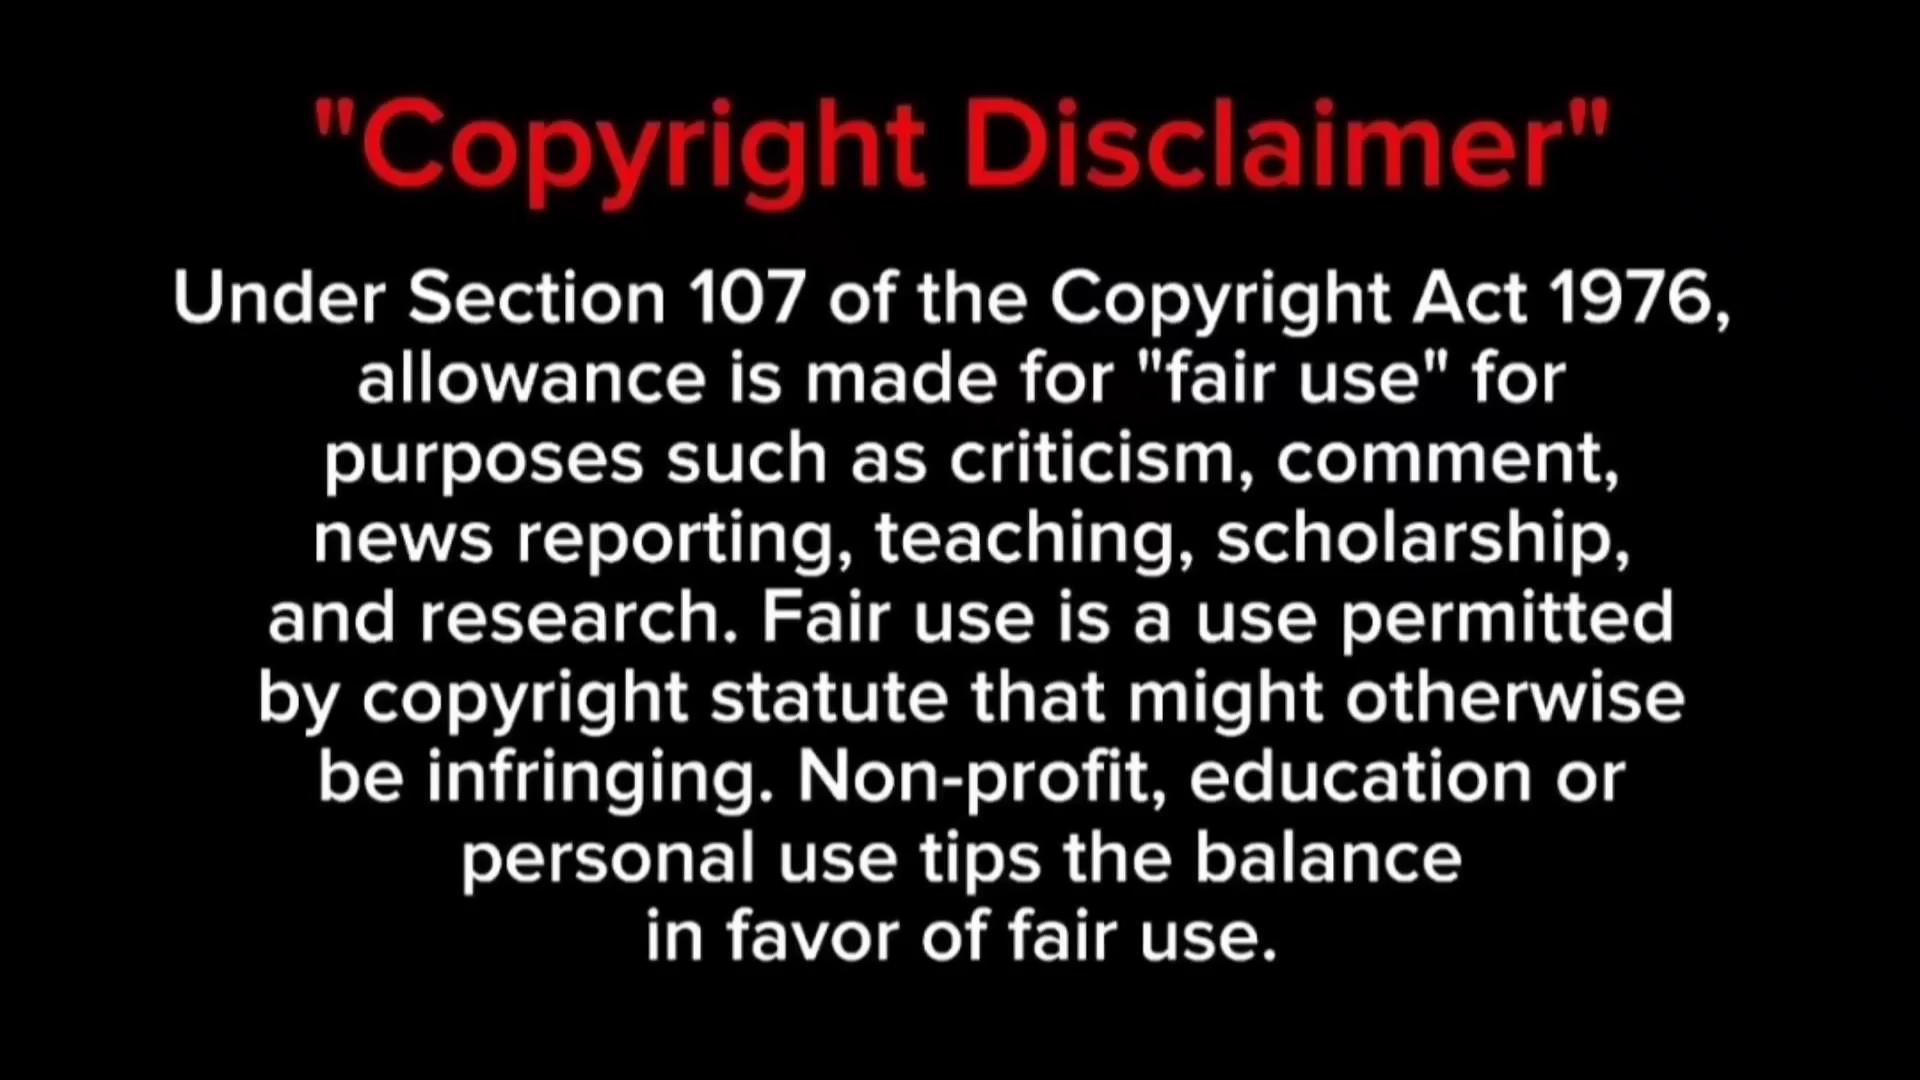 "Copyright Disclaimer"
Under Section 107 of the Copyright Act 1976,
allowance is made for "fair use" for
purposes such as criticism, comment,
news reporting, teaching, scholarship,
and research. Fair use is a use permitted
by copyright statute that might otherwise
be infringing. Non-profit, education or
personal use tips the balance
in favor of fair use.